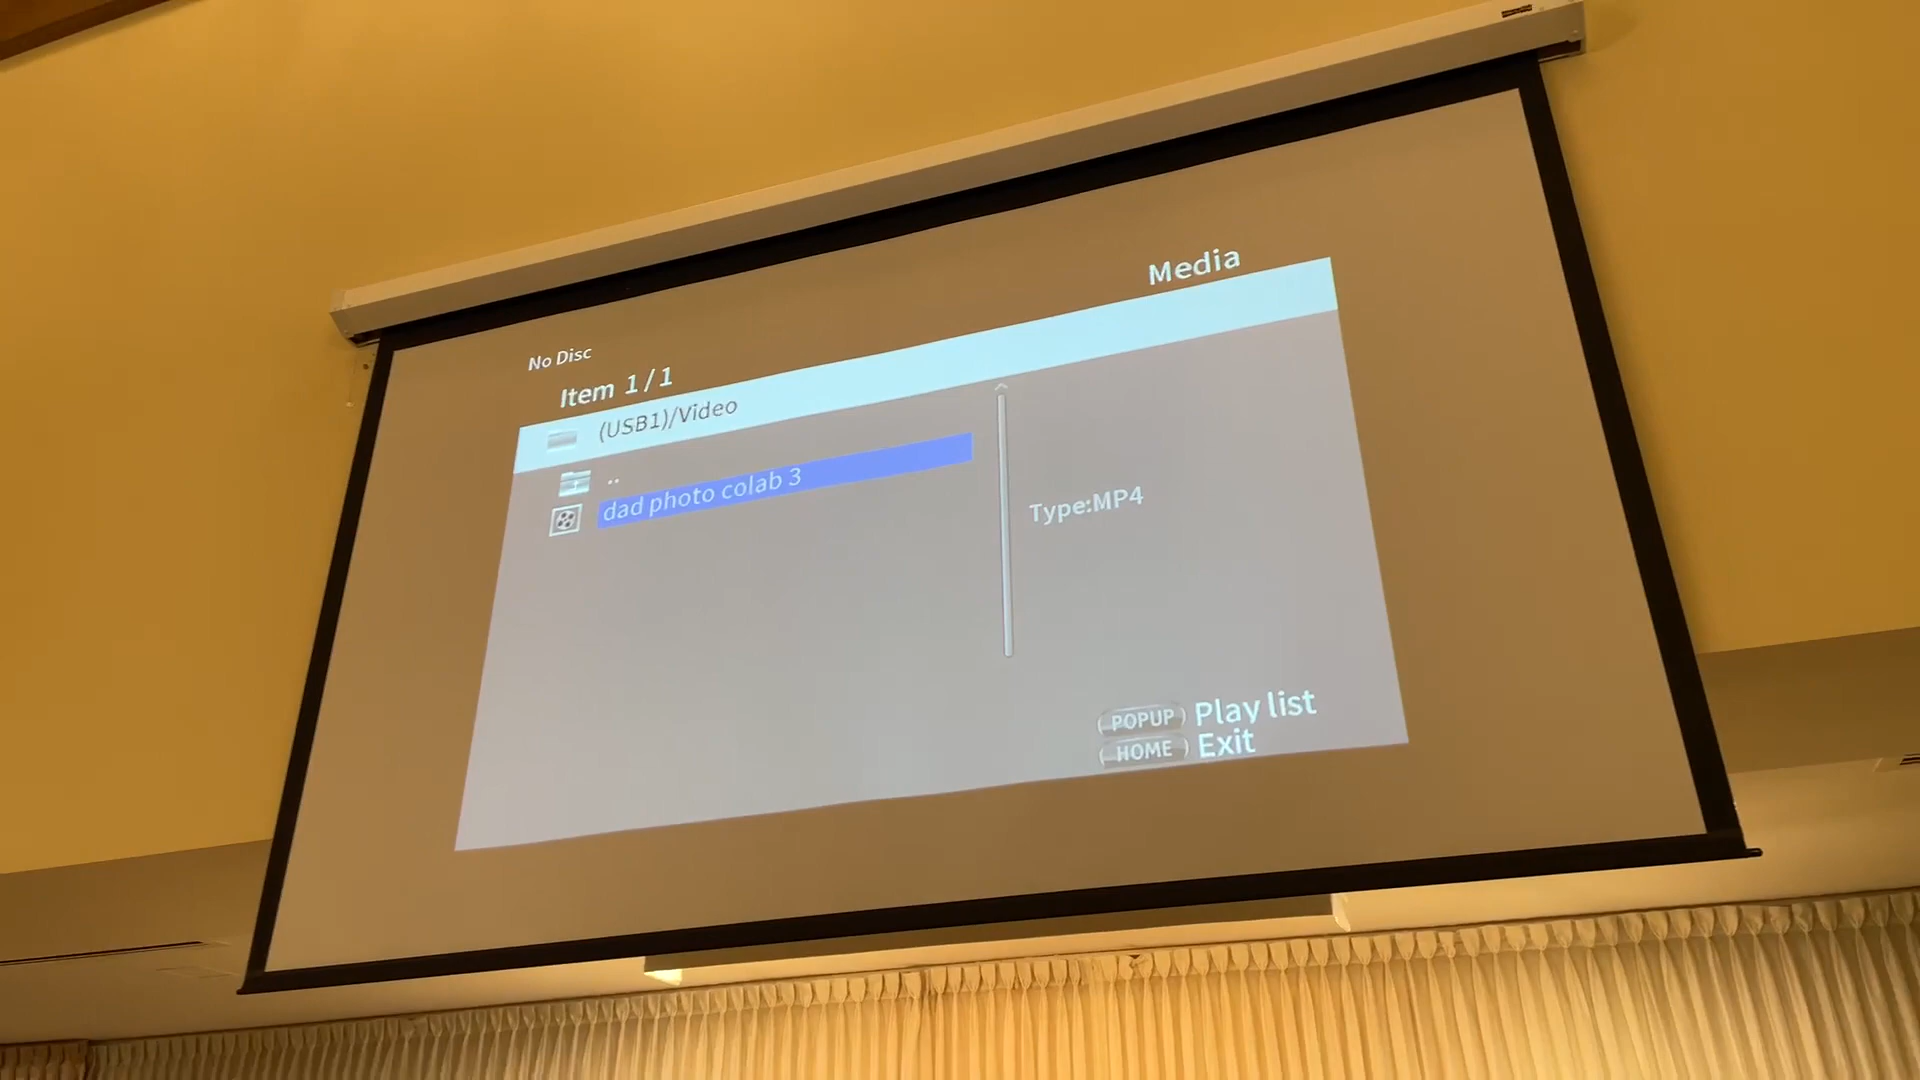 Media
No Disc
Item 1/1
(USB1)/Video
..
dad photo colab 3
Type:MP4
POPUP Play list
HOME Exit